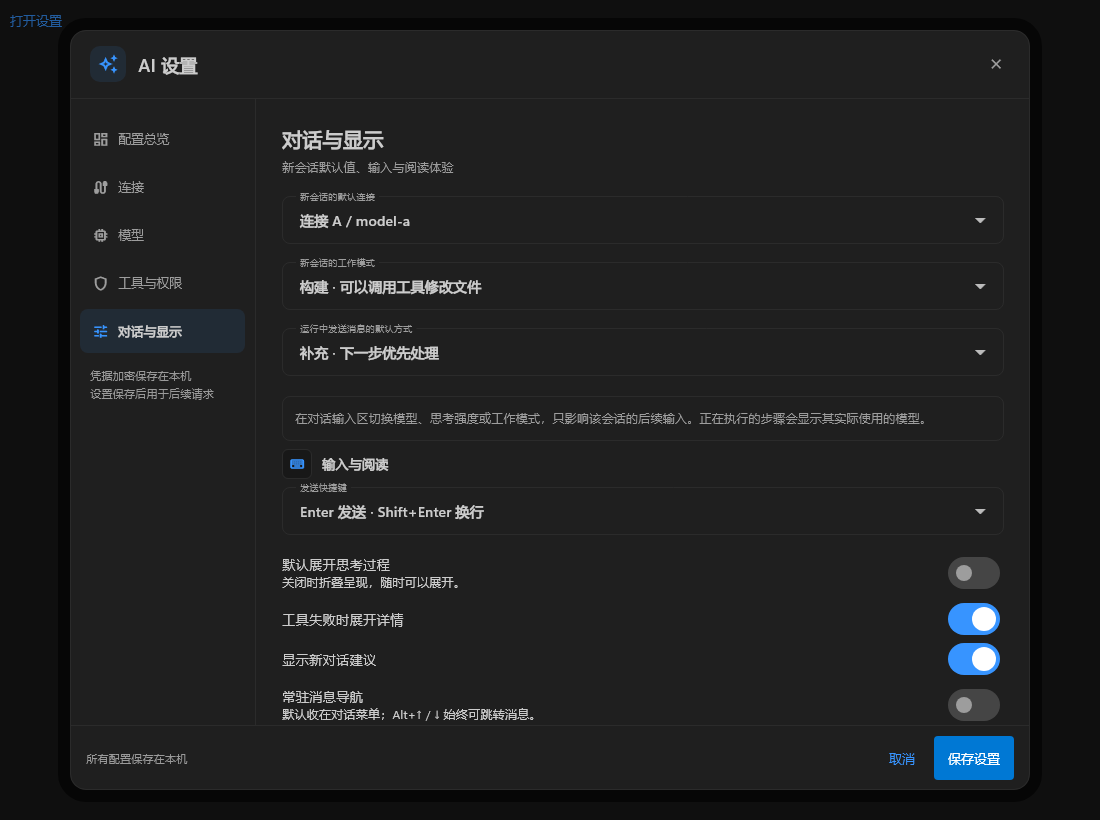 打开设置
AI 设置
配置总览
连接
模型
工具与权限
对话与显示
凭据加密保存在本机
设置保存后用于后续请求
对话与显示
新会话默认值、输入与阅读体验
新会话的默认连接
连接 A / model-a
新会话的工作模式
构建 · 可以调用工具修改文件
运行中发送消息的默认方式
补充 · 下一步优先处理
在对话输入区切换模型、思考强度或工作模式，只影响该会话的后续输入。正在执行的步骤会显示其实际使用的模型。
输入与阅读
发送快捷键
Enter 发送 · Shift+Enter 换行
默认展开思考过程
关闭时折叠呈现，随时可以展开。
工具失败时展开详情
显示新对话建议
常驻消息导航
默认收在对话菜单；Alt+↑ / ↓ 始终可跳转消息。
所有配置保存在本机
取消
保存设置